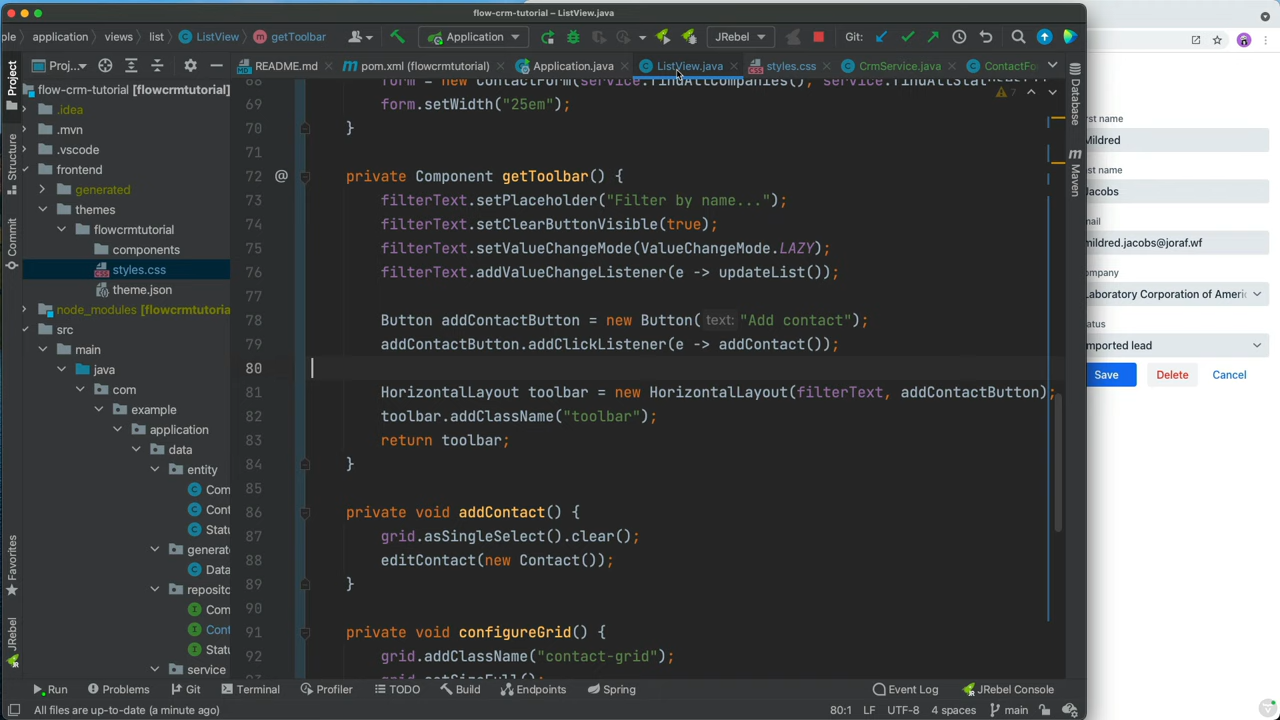 flow-crm-tutorial – ListView.java
application
views
list
ListView
getToolbar
Application
JRebel
Git:
Project
Proj...
README.md
pom.xml (flowcrmtutorial)
Application.java
ListView.java
styles.css
CrmService.java
flow-crm-tutorial [flowcrmtutorial]
.idea
.mvn
.vscode
frontend
generated
themes
flowcrmtutorial
components
styles.css
theme.json
node_modules
src
main
java
com
example
application
data
entity
service
Structure
Commit
Favorites
JRebel
Database
Maven
7
69 form.setWidth("25em");
70 }
71
72 private Component getToolbar() {
73 filterText.setPlaceholder("Filter by name...");
74 filterText.setClearButtonVisible(true);
75 filterText.setValueChangeMode(ValueChangeMode.LAZY);
76 filterText.addValueChangeListener(e -> updateList());
77
78 Button addContactButton = new Button( text: "Add contact");
79 addContactButton.addClickListener(e -> addContact());
80
81 HorizontalLayout toolbar = new HorizontalLayout(filterText, addContactButton);
82 toolbar.addClassName("toolbar");
83 return toolbar;
84 }
85
86 private void addContact() {
87 grid.asSingleSelect().clear();
88 editContact(new Contact());
89 }
90
91 private void configureGrid() {
92 grid.addClassName("contact-grid");
Mildred
Jacobs
mildred.jacobs@joraf.wf
Laboratory Corporation of Ameri
Imported lead
Save
Delete
Cancel
Run
Problems
Git
Terminal
Profiler
TODO
Build
Endpoints
Spring
Event Log
JRebel Console
All files are up-to-date (a minute ago)
80:1
LF
UTF-8
4 spaces
main